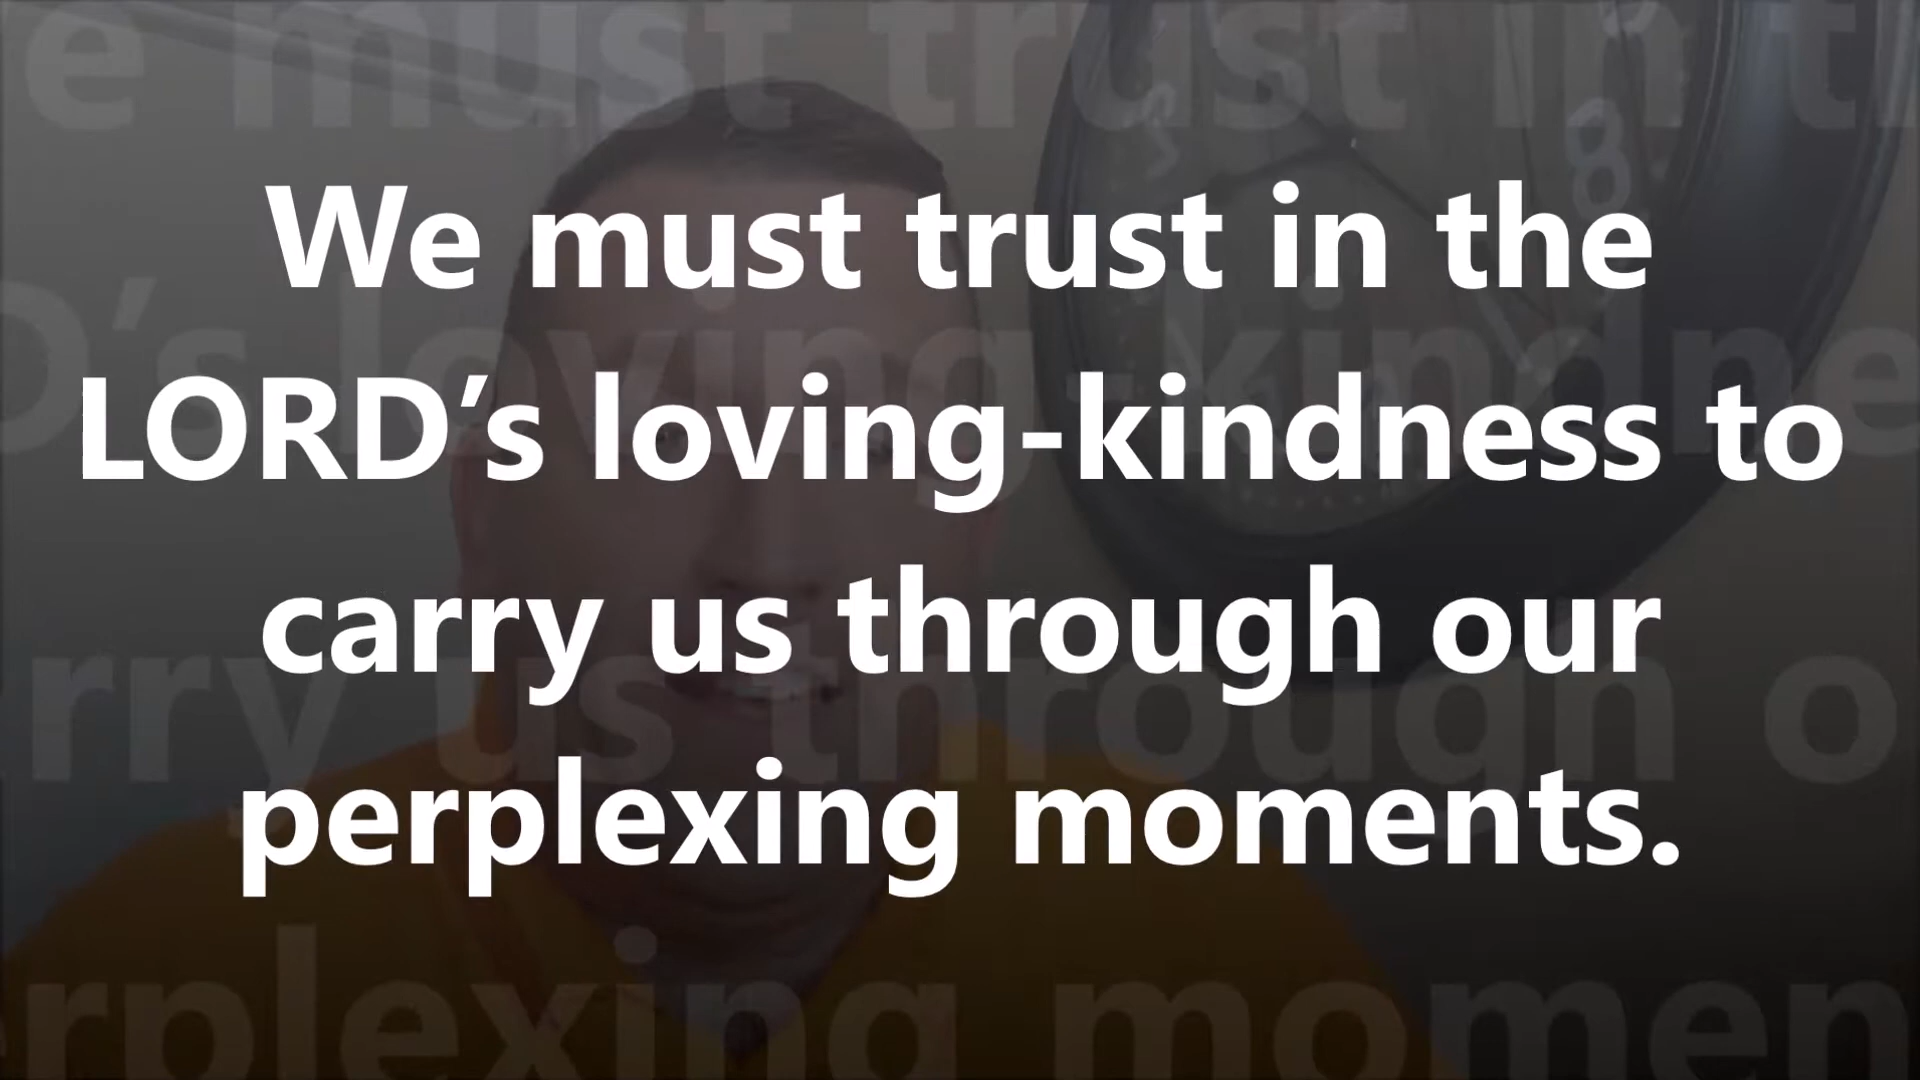 We must trust in the
LORD’s loving-kindness to
carry us through our
perplexing moments.